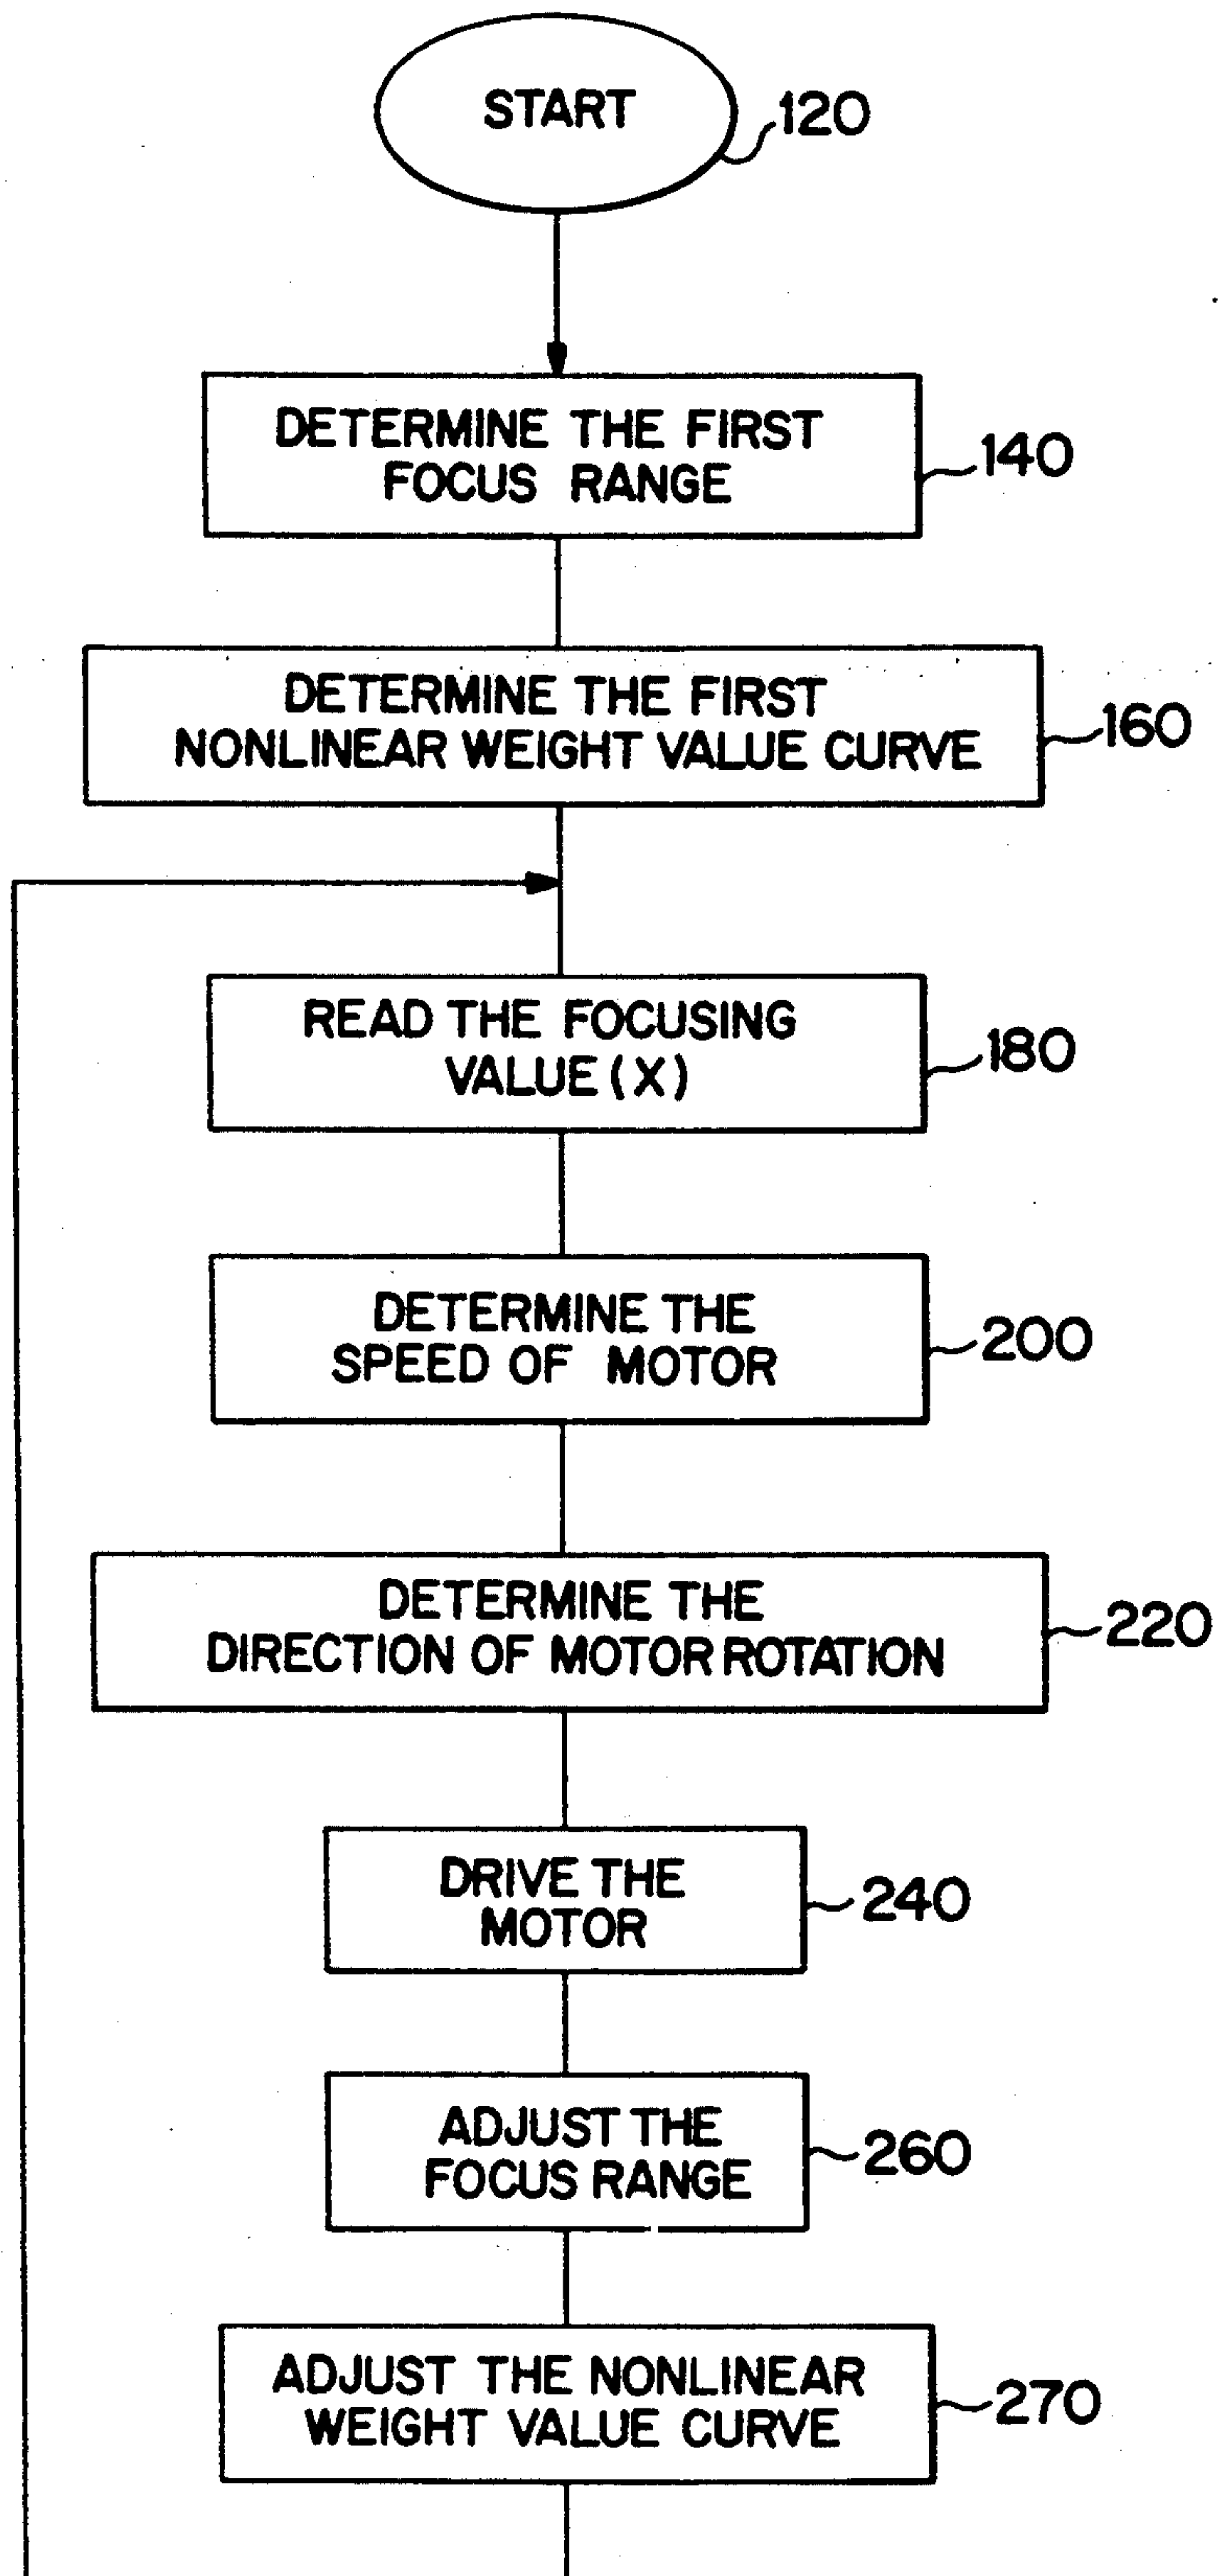 START
120
DETERMINE THE FIRST
FOCUS RANGE
140
DETERMINE THE FIRST
NONLINEAR WEIGHT VALUE CURVE
160
READ THE FOCUSING
VALUE (X)
180
DETERMINE THE
SPEED OF MOTOR
200
DETERMINE THE
DIRECTION OF MOTOR ROTATION
220
DRIVE THE
MOTOR
240
ADJUST THE
FOCUS RANGE
260
ADJUST THE NONLINEAR
WEIGHT VALUE CURVE
270